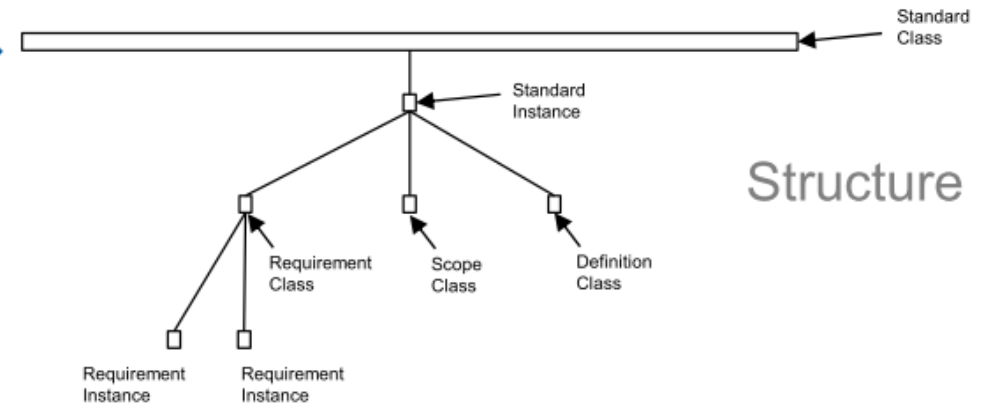 Standard
Class
Standard
Instance
Structure
Requirement
Class
Scope
Class
Definition
Class
Requirement
Instance
Requirement
Instance